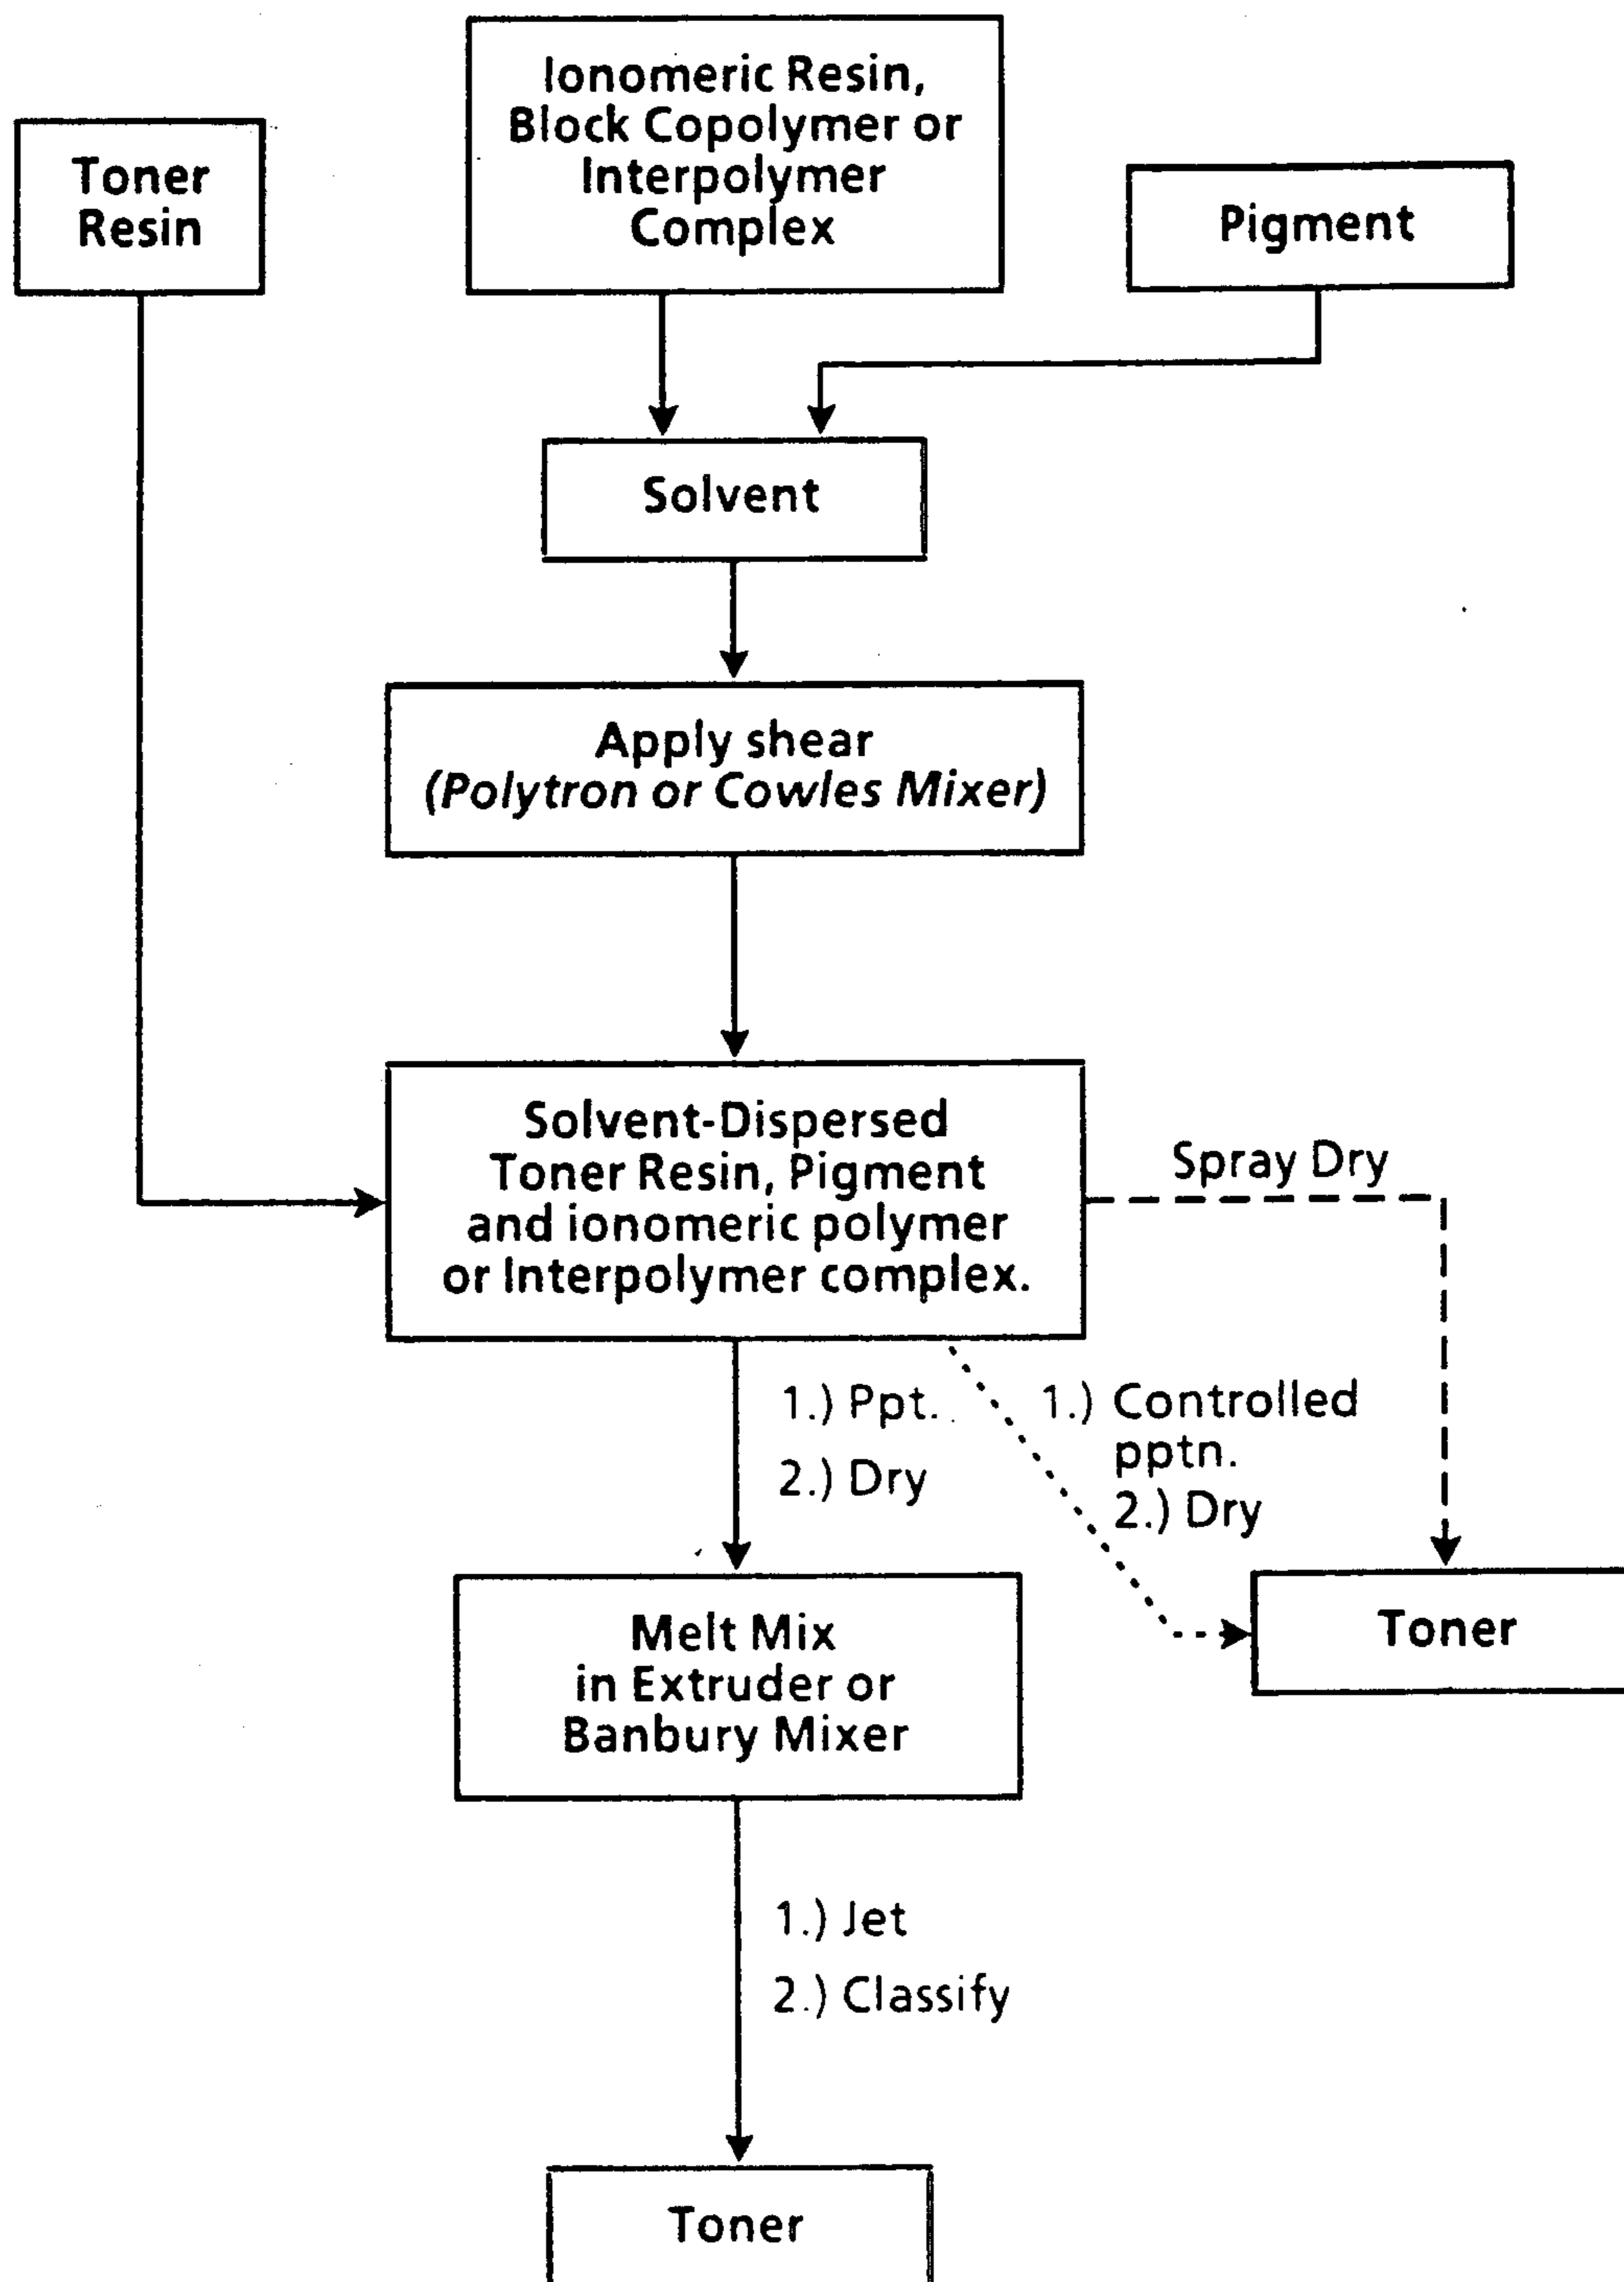 Ionomeric Resin,
Block Copolymer or
Interpolymer
Complex
Toner
Resin
Pigment
Solvent
Apply shear
(Polytron or Cowles Mixer)
Solvent-Dispersed
Toner Resin, Pigment
and ionomeric polymer
or Interpolymer complex.
Spray Dry
1.) Ppt.
2.) Dry
1.) Controlled
pptn.
2.) Dry
Toner
Melt Mix
in Extruder or
Banbury Mixer
1.) Jet
2.) Classify
Toner